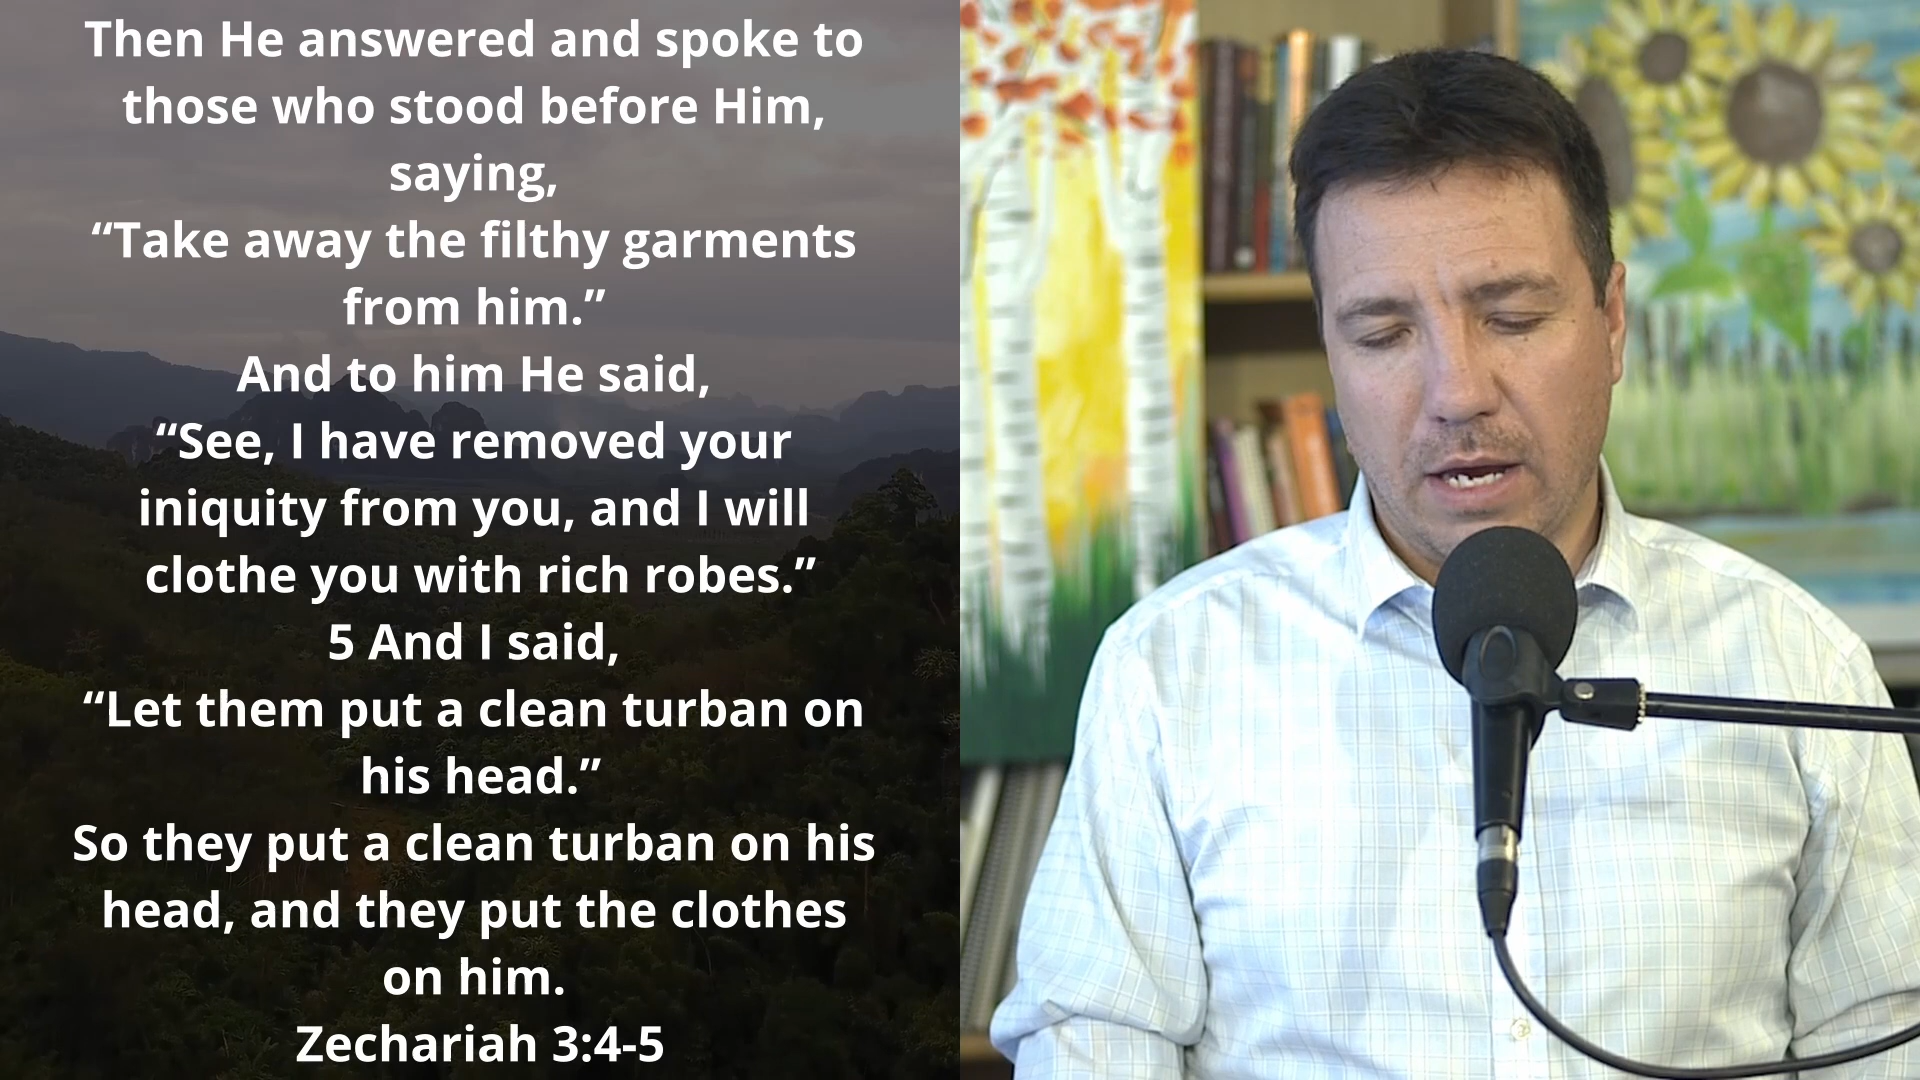 Then He answered and spoke to
those who stood before Him,
saying,
“Take away the filthy garments
from him.”
And to him He said,
“See, I have removed your
iniquity from you, and I will
clothe you with rich robes.”
5 And I said,
“Let them put a clean turban on
his head.”
So they put a clean turban on his
head, and they put the clothes
on him.
Zechariah 3:4-5